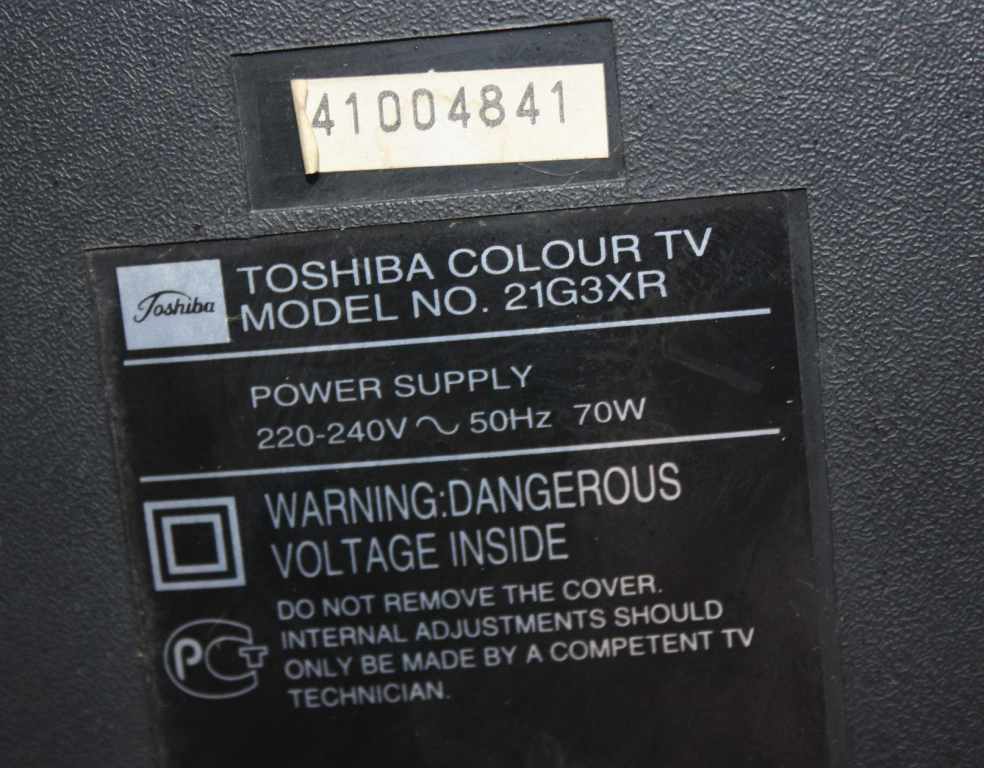 41004841
Toshiba
TOSHIBA COLOUR TV
MODEL NO. 21G3XR
POWER SUPPLY
220-240V ~ 50Hz 70W
WARNING:DANGEROUS
VOLTAGE INSIDE
DO NOT REMOVE THE COVER.
INTERNAL ADJUSTMENTS SHOULD
ONLY BE MADE BY A COMPETENT TV
TECHNICIAN.
РСТ